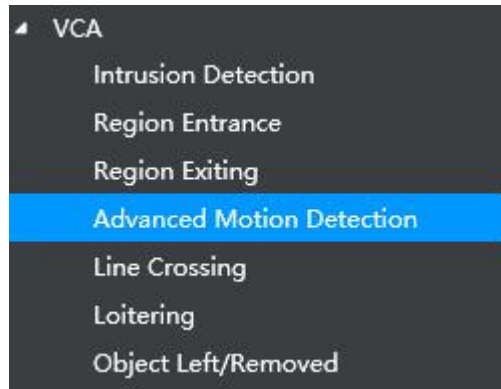 VCA
Intrusion Detection
Region Entrance
Region Exiting
Advanced Motion Detection
Line Crossing
Loitering
Object Left/Removed